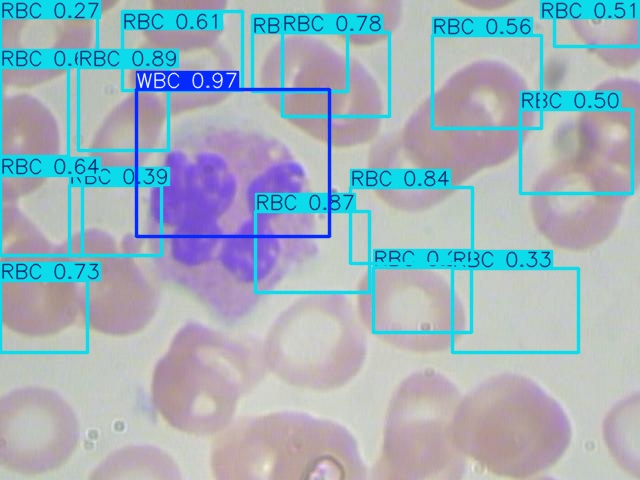 RBC 0.27
RBC 0.61
RBC 0.78
RBC 0.51
RBC 0.56
RBC 0.89
WBC 0.97
RBC 0.50
RBC 0.64
RBC 0.39
RBC 0.84
RBC 0.87
RBC 0.33
RBC 0.73